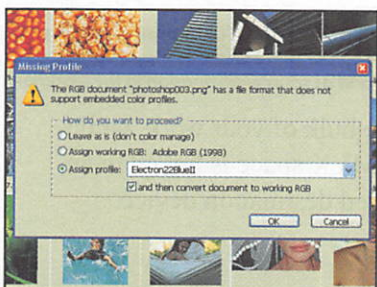 Missing Profile
The RGB document "photoshop003.png" has a file format that does not
support embedded color profiles.
How do you want to proceed?
Leave as is (don't color manage)
Assign working RGB: Adobe RGB (1998)
Assign profile: Electron22BlueII
and then convert document to working RGB
OK Cancel